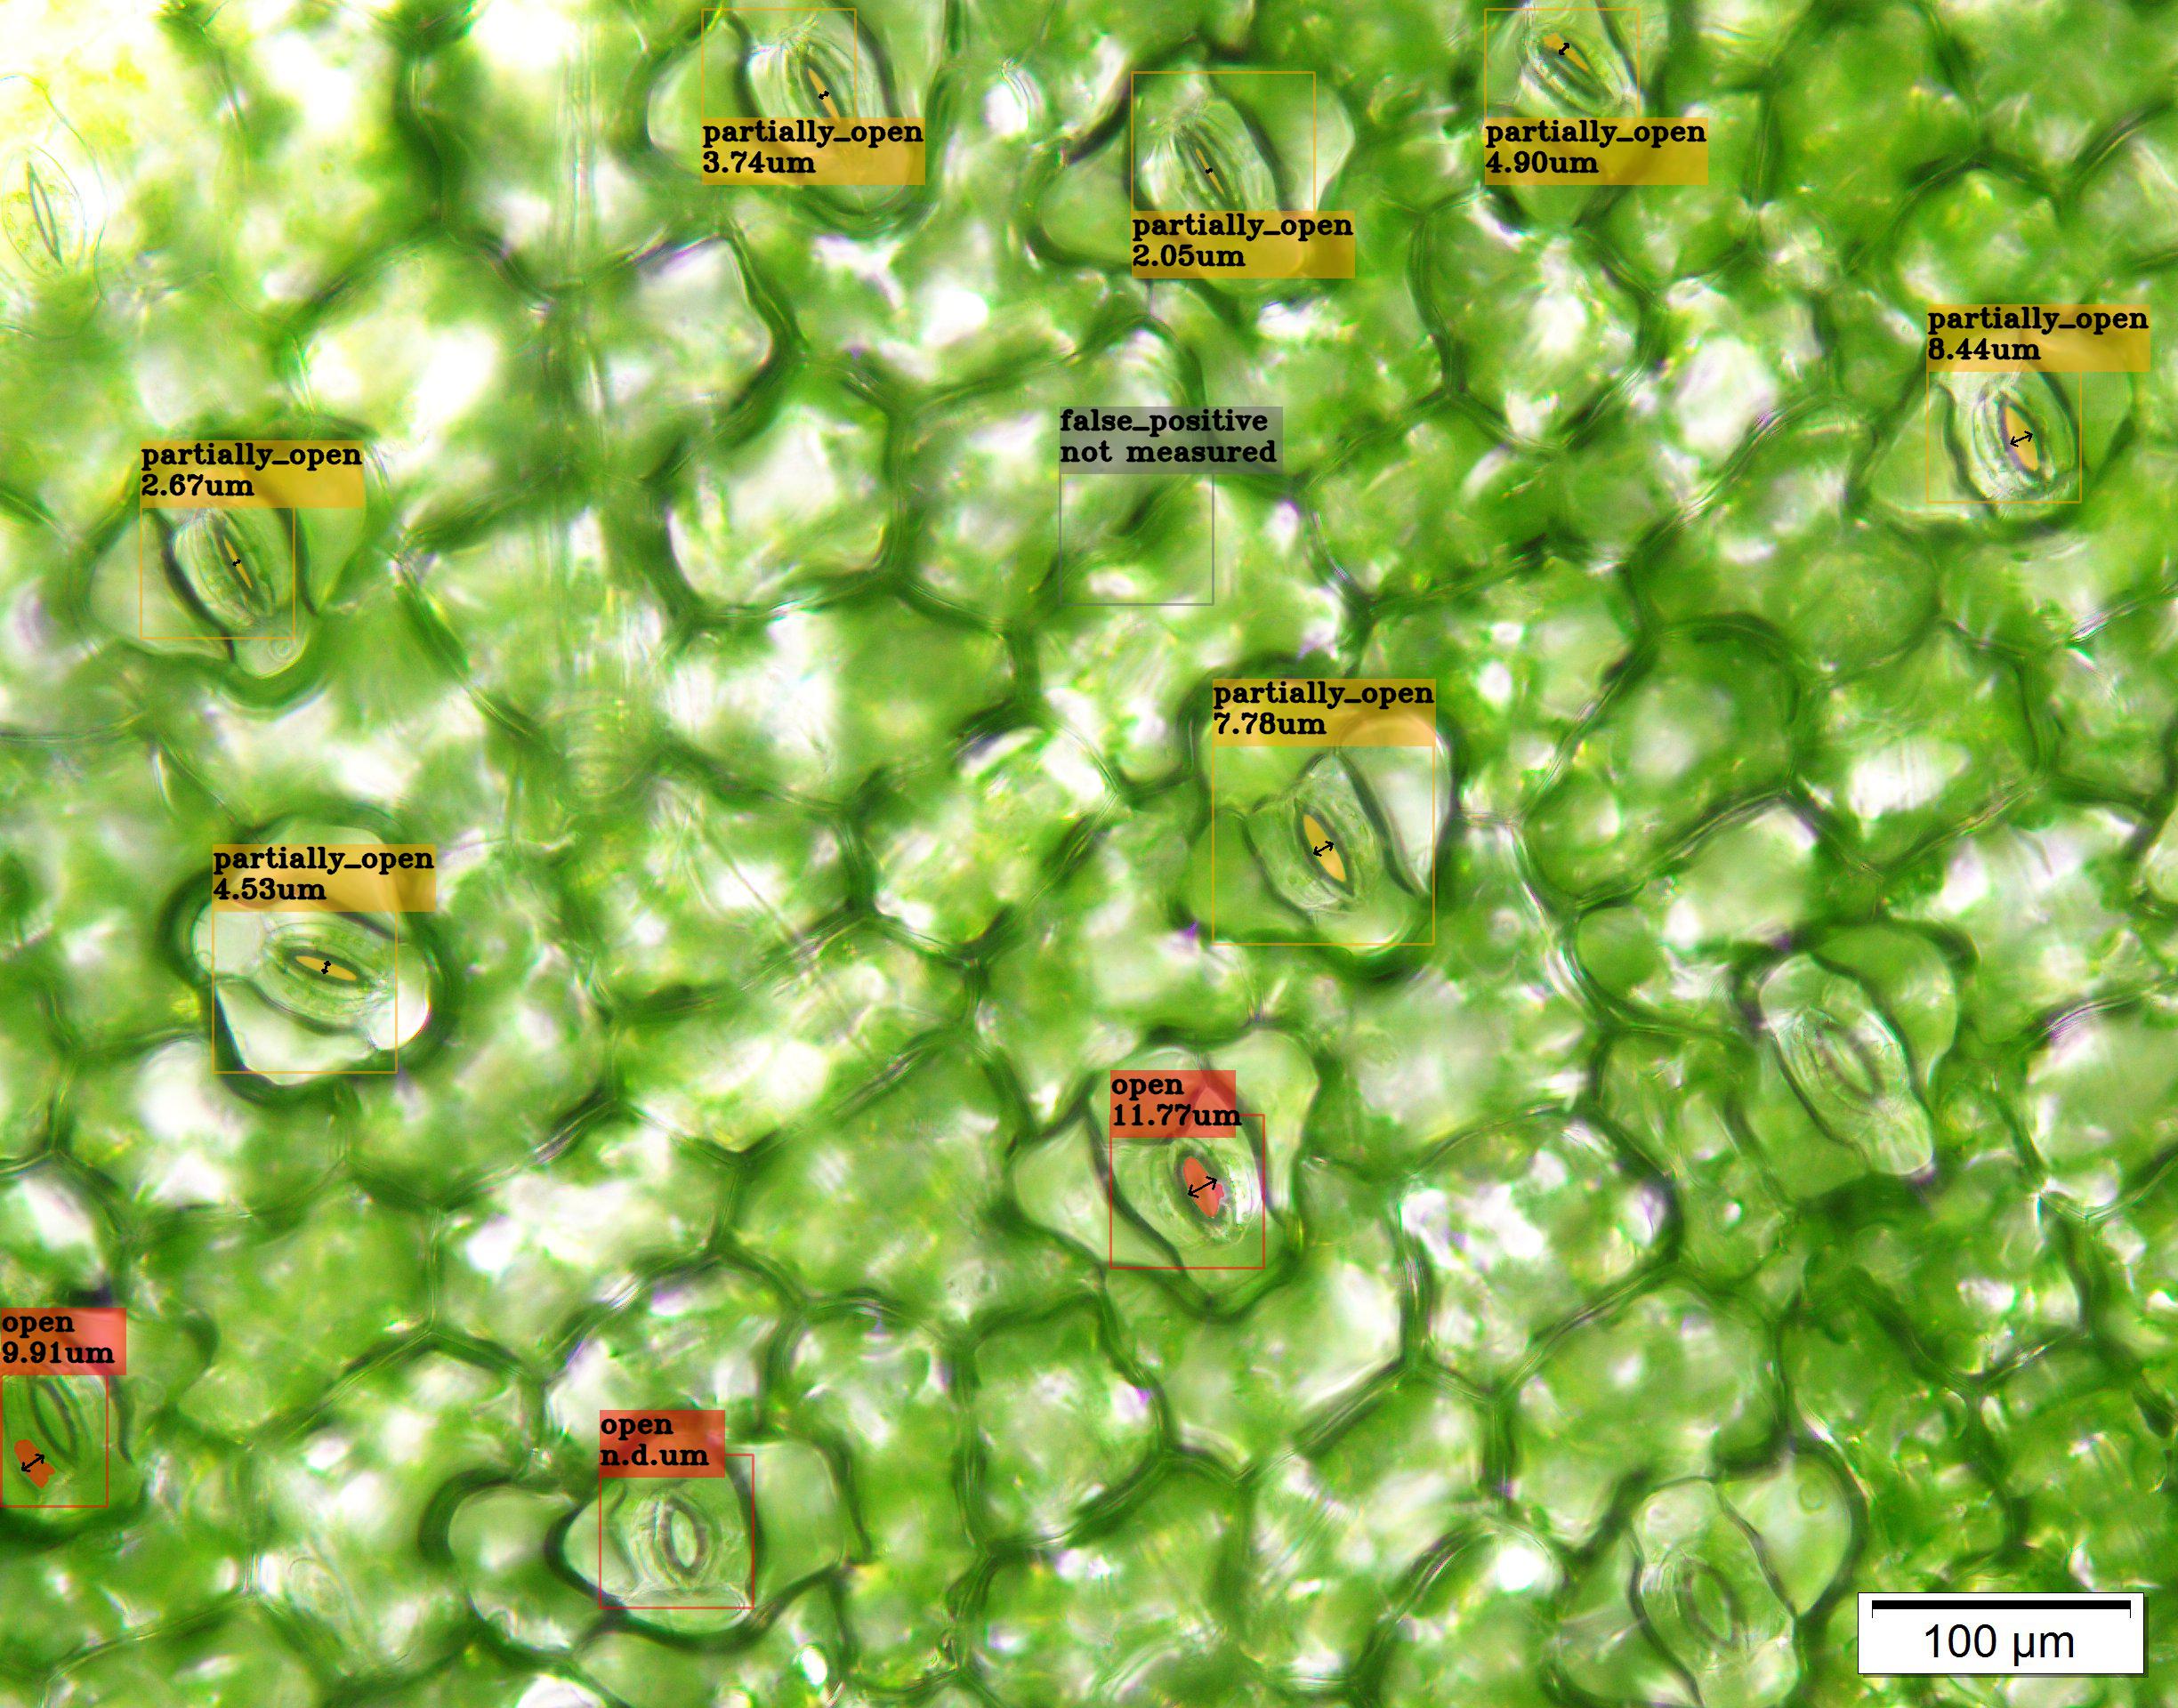 partially_open
3.74um
partially_open
4.90um
partially_open
2.05um
partially_open
8.44um
false_positive
not measured
partially_open
2.67um
partially_open
7.78um
partially_open
4.53um
open
11.77um
open
9.91um
open
n.d.um
100 µm